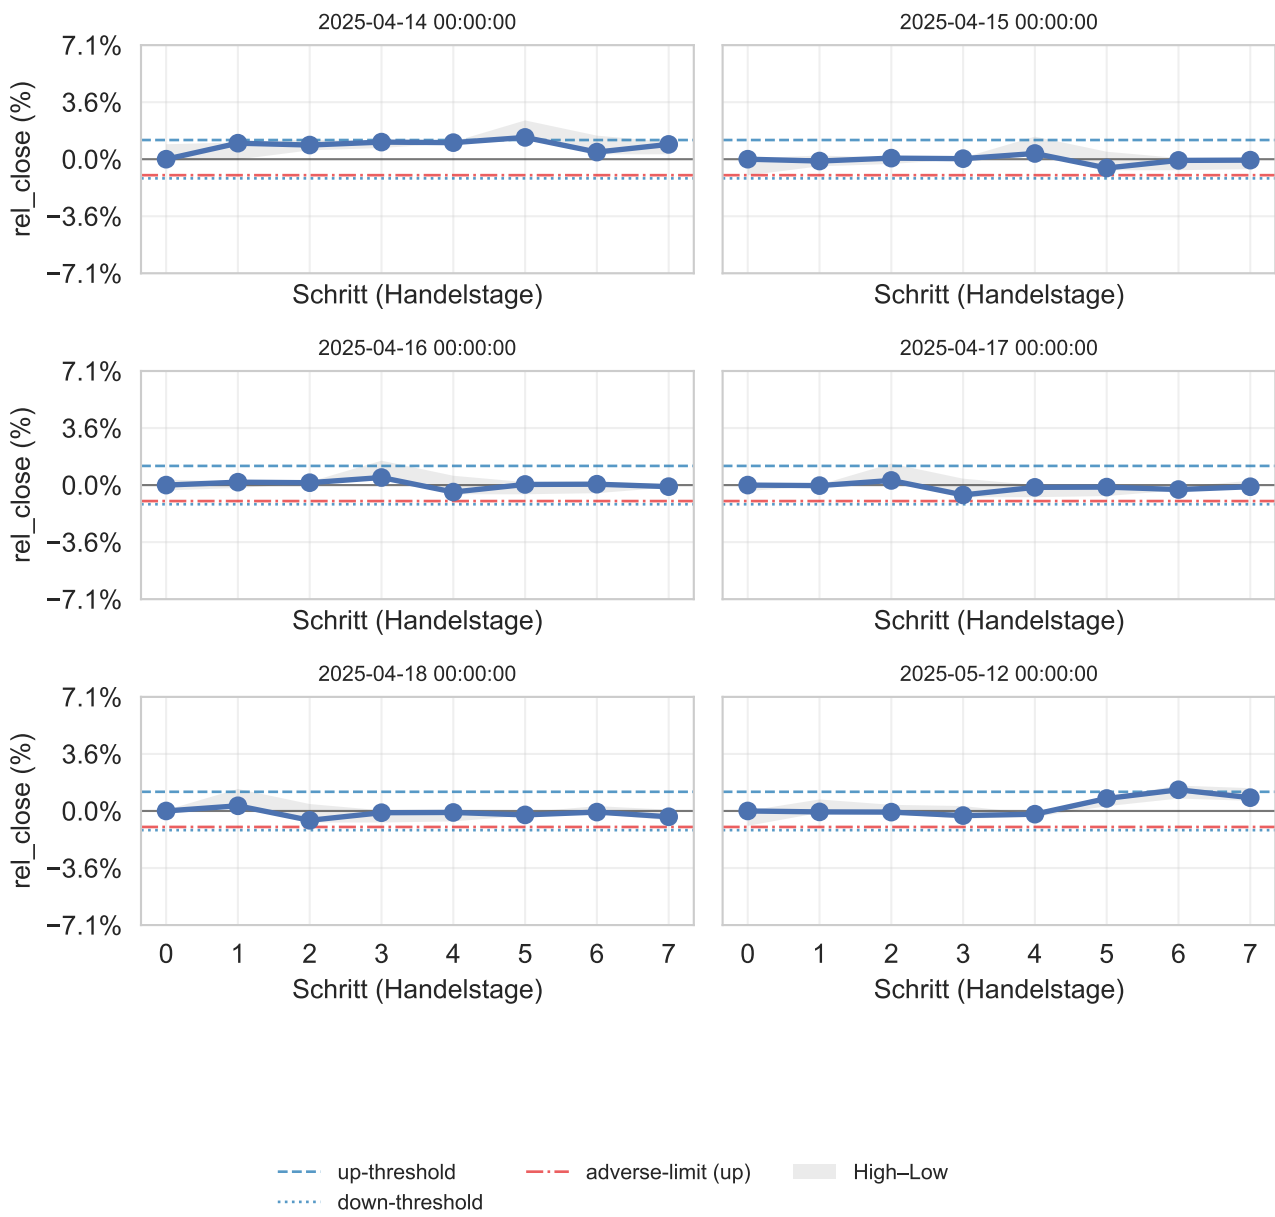 2025-04-14 00:00:00
2025-04-15 00:00:00
7.1%
3.6%
0.0%
−3.6%
−7.1%
rel_close (%)
Schritt (Handelstage)
Schritt (Handelstage)
2025-04-16 00:00:00
2025-04-17 00:00:00
7.1%
3.6%
0.0%
−3.6%
−7.1%
rel_close (%)
Schritt (Handelstage)
Schritt (Handelstage)
2025-04-18 00:00:00
2025-05-12 00:00:00
7.1%
3.6%
0.0%
−3.6%
−7.1%
rel_close (%)
0 1 2 3 4 5 6 7
0 1 2 3 4 5 6 7
Schritt (Handelstage)
Schritt (Handelstage)
up-threshold
down-threshold
adverse-limit (up)
High–Low